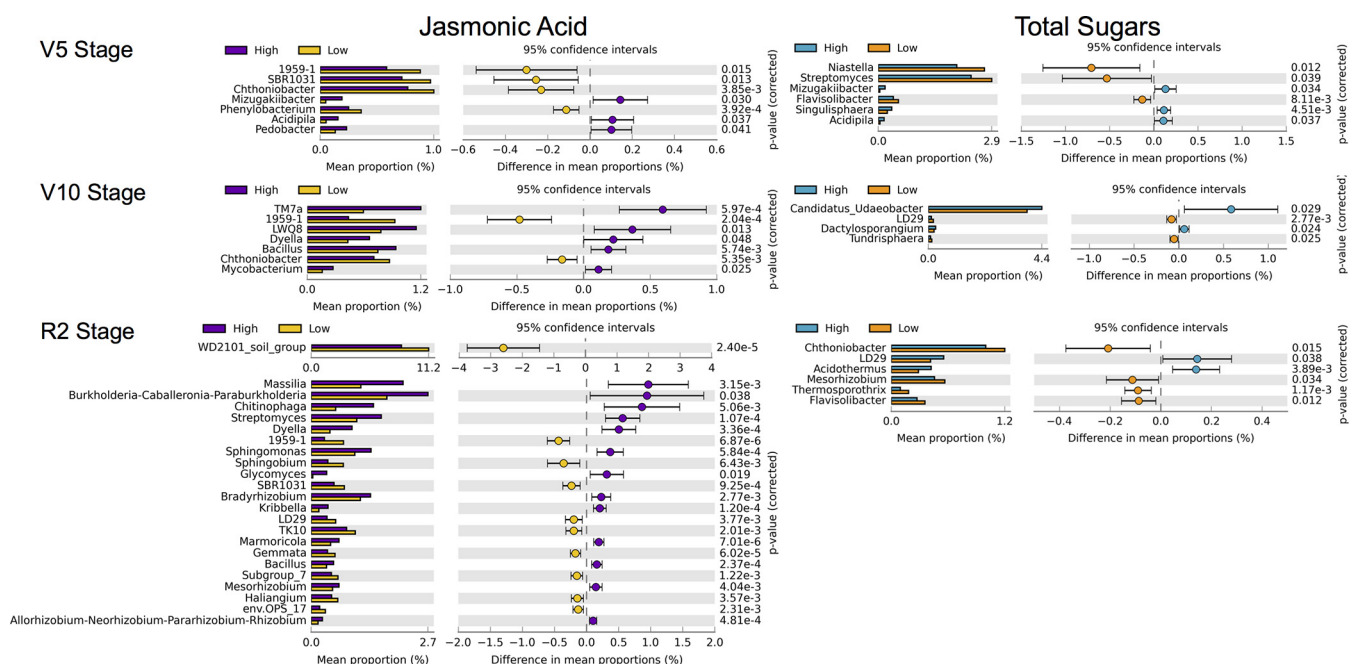 Jasmonic Acid
Total Sugars
V5 Stage
High Low
95% confidence intervals
1959-1 0.015
SBR1031 0.013
Chthoniobacter 3.85e-3
Mizugakiibacter 0.030
Phenylobacterium 3.92e-4
Acidipila 0.037
Pedobacter 0.041
p-value (corrected)
0.0 1.0
−0.6 −0.4 −0.2 0.0 0.2 0.4 0.6
Mean proportion (%)
Difference in mean proportions (%)
High Low
95% confidence intervals
Niastella 0.012
Streptomyces 0.039
Mizugakiibacter 0.034
Flavisolibacter 8.11e-3
Singulisphaera 4.51e-3
Acidipila 0.037
p-value (corrected)
0.0 2.9
−1.5 −1.0 −0.5 0.0 0.5 1.0 1.5
Mean proportion (%)
Difference in mean proportions (%)
V10 Stage
High Low
95% confidence intervals
TM7a 5.97e-4
1959-1 2.04e-4
LWQ8 0.013
Dyella 0.048
Bacillus 5.74e-3
Chthoniobacter 5.35e-3
Mycobacterium 0.025
p-value (corrected)
0.0 1.2
−1.0 −0.5 0.0 0.5 1.0
Mean proportion (%)
Difference in mean proportions (%)
High Low
95% confidence intervals
Candidatus_Udaeobacter 0.029
LD29 2.77e-3
Dactylosporangium 0.024
Tundrisphaera 0.025
p-value (corrected)
0.0 4.4
−1.0 −0.5 0.0 0.5 1.0
Mean proportion (%)
Difference in mean proportions (%)
R2 Stage
High Low
95% confidence intervals
WD2101_soil_group 2.40e-5
0.0 11.2
−4 −3 −2 −1 0 1 2 3 4
Massilia 3.15e-3
Burkholderia-Caballeronia-Paraburkholderia 0.038
Chitinophaga 5.06e-3
Streptomyces 1.07e-4
Dyella 3.36e-4
1959-1 6.87e-6
Sphingomonas 5.84e-4
Sphingobium 6.43e-3
Glycomyces 0.019
SBR1031 9.25e-4
Bradyrhizobium 2.77e-3
Kribbella 1.20e-4
LD29 3.77e-3
TK10 2.01e-3
Marmoricola 7.01e-6
Gemmata 6.02e-5
Bacillus 2.37e-4
Subgroup_7 1.22e-3
Mesorhizobium 4.04e-3
Haliangium 3.57e-3
env.OPS_17 2.31e-3
Allorhizobium-Neorhizobium-Pararhizobium-Rhizobium 4.81e-4
p-value (corrected)
0.0 2.7
−2.0 −1.5 −1.0 −0.5 0.0 0.5 1.0 1.5 2.0
Mean proportion (%)
Difference in mean proportions (%)
High Low
95% confidence intervals
Chthoniobacter 0.015
LD29 0.038
Acidothermus 3.89e-3
Mesorhizobium 0.034
Thermosporothrix 1.17e-3
Flavisolibacter 0.012
p-value (corrected)
0.0 1.2
−0.4 −0.2 0.0 0.2 0.4
Mean proportion (%)
Difference in mean proportions (%)